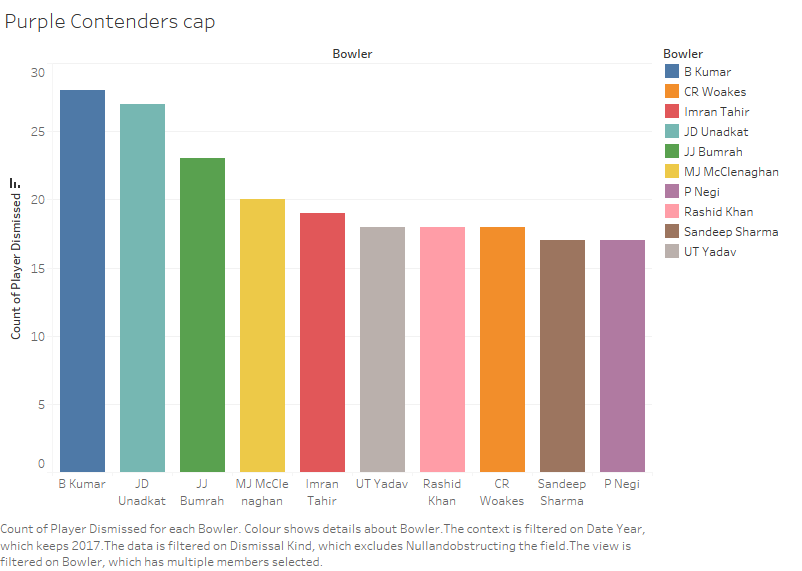 Purple Contenders cap
Bowler
Bowler
B Kumar
CR Woakes
Imran Tahir
JD Unadkat
JJ Bumrah
MJ McClenaghan
P Negi
Rashid Khan
Sandeep Sharma
UT Yadav
Count of Player Dismissed
30
25
20
15
10
5
0
B Kumar
JD
Unadkat
JJ
Bumrah
MJ McCle
naghan
Imran
Tahir
UT Yadav
Rashid
Khan
CR
Woakes
Sandeep
Sharma
P Negi
Count of Player Dismissed for each Bowler. Colour shows details about Bowler.The context is filtered on Date Year,
which keeps 2017.The data is filtered on Dismissal Kind, which excludes Nullandobstructing the field.The view is
filtered on Bowler, which has multiple members selected.